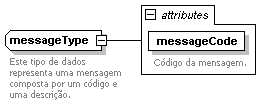 attributes
messageType
messageCode
Este tipo de dados
representa uma mensagem
composta por um código e
uma descrição.
Código da mensagem.